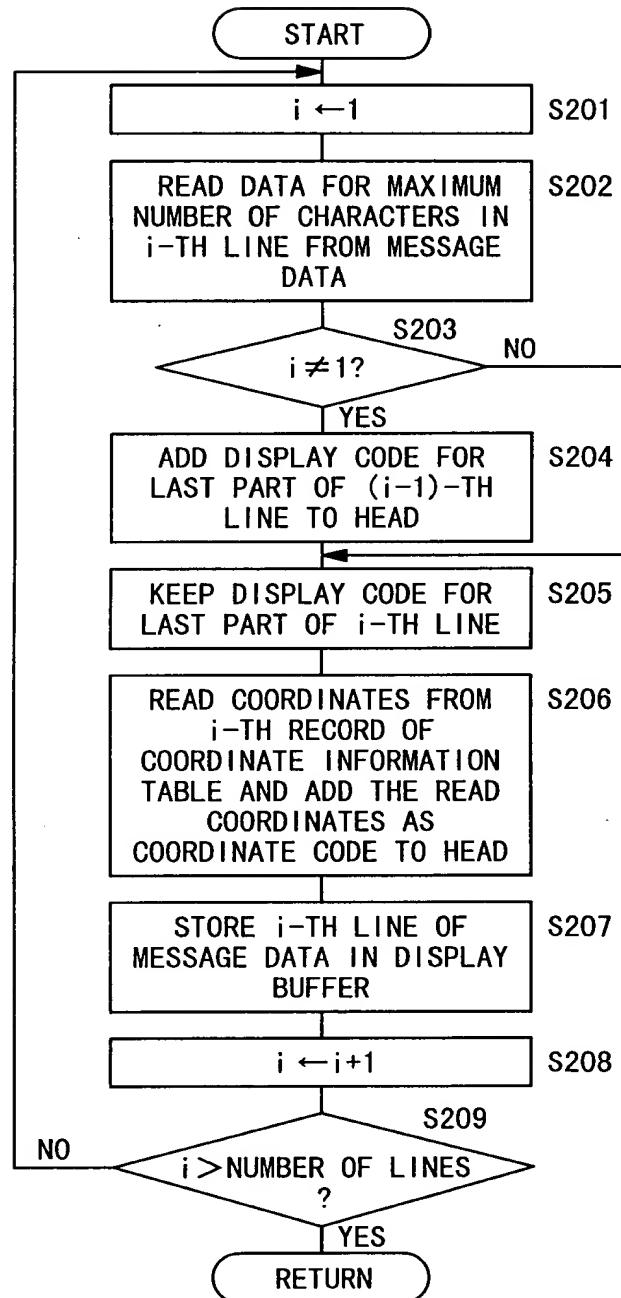 START
i ←1
S201
READ DATA FOR MAXIMUM
NUMBER OF CHARACTERS IN
i-TH LINE FROM MESSAGE
DATA
S202
S203
i≠1?
NO
YES
ADD DISPLAY CODE FOR
LAST PART OF (i-1)-TH
LINE TO HEAD
S204
KEEP DISPLAY CODE FOR
LAST PART OF i-TH LINE
S205
READ COORDINATES FROM
i-TH RECORD OF
COORDINATE INFORMATION
TABLE AND ADD THE READ
COORDINATES AS
COORDINATE CODE TO HEAD
S206
STORE i-TH LINE OF
MESSAGE DATA IN DISPLAY
BUFFER
S207
i ←i+1
S208
S209
NO
i>NUMBER OF LINES
?
YES
RETURN